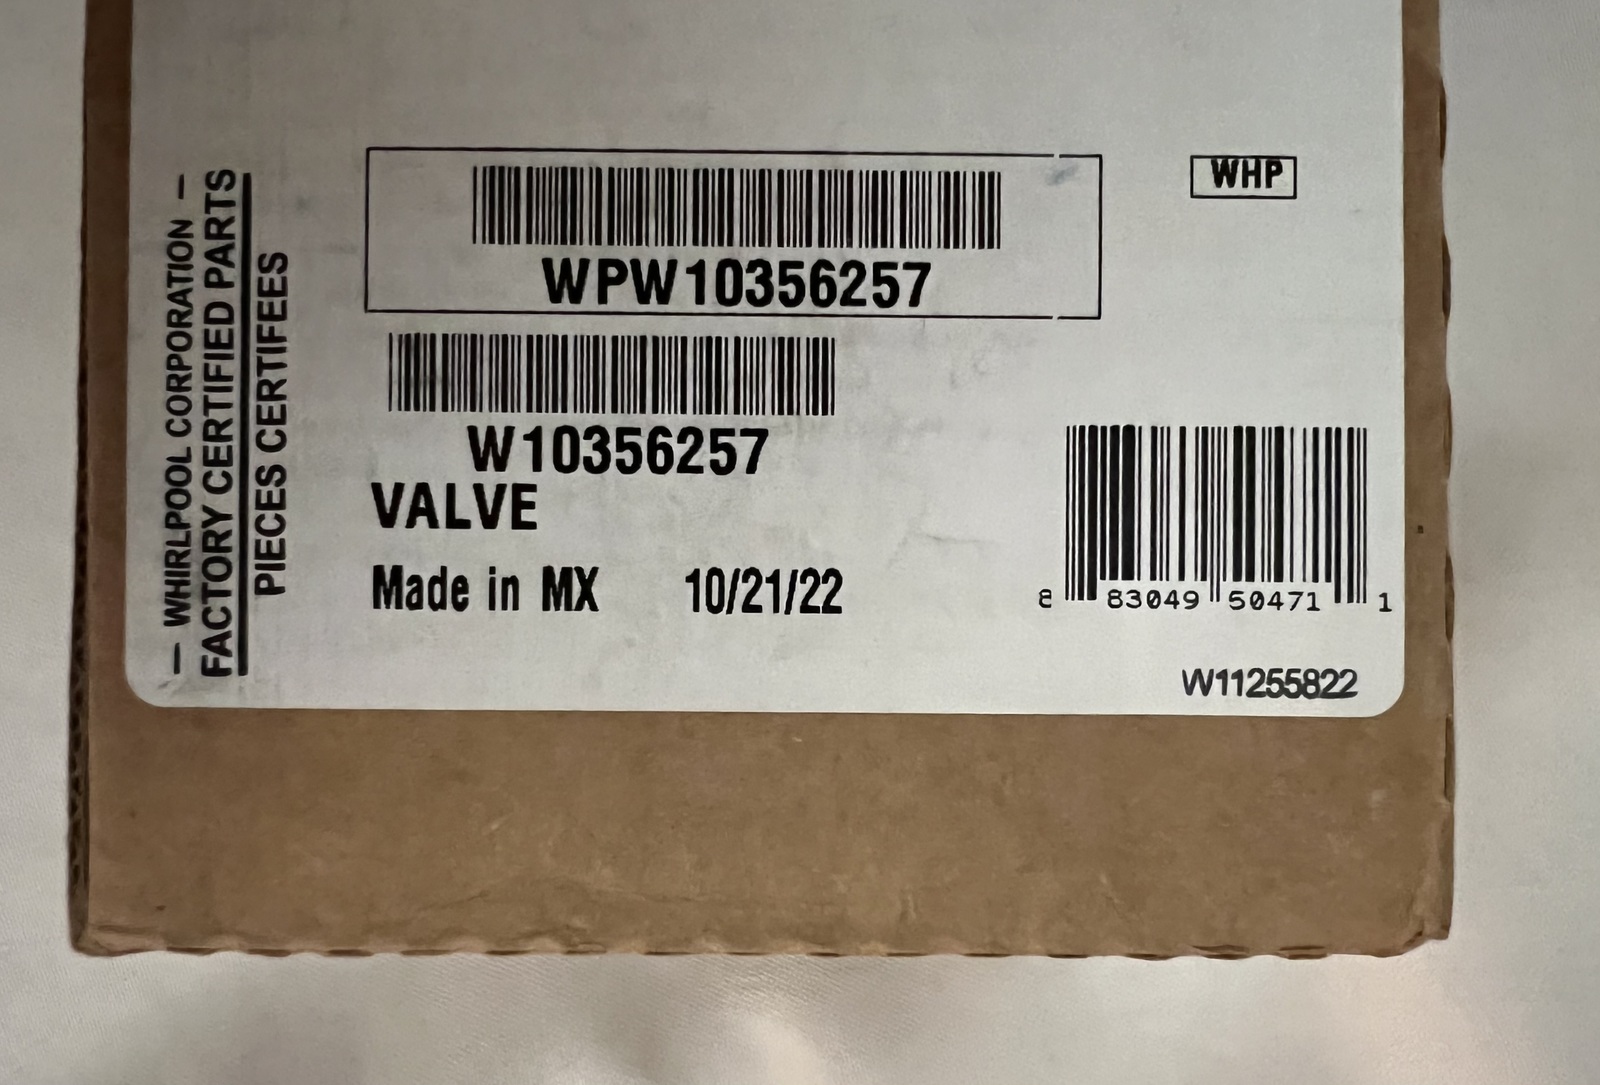 — WHIRLPOOL CORPORATION —
FACTORY CERTIFIED PARTS
PIECES CERTIFEES
WPW10356257
WHP
W10356257
VALVE
Made in MX 10/21/22
8 83049 50471 1
W11255822